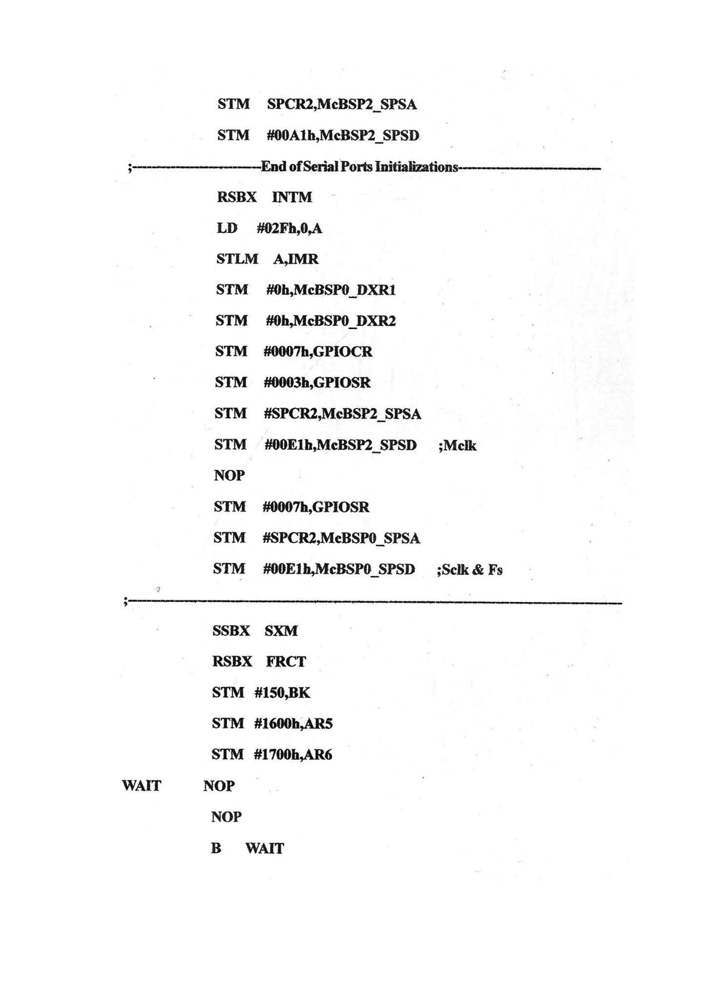 STM SPCR2,McBSP2_SPSA
STM #00A1h,McBSP2_SPSD
;-----------------------End of Serial Ports Initializations-------------------------
RSBX INTM
LD #02Fh,0,A
STLM A,IMR
STM #0h,McBSP0_DXR1
STM #0h,McBSP0_DXR2
STM #0007h,GPIOCR
STM #0003h,GPIOSR
STM #SPCR2,McBSP2_SPSA
STM #00E1h,McBSP2_SPSD ;Mclk
NOP
STM #0007h,GPIOSR
STM #SPCR2,McBSP0_SPSA
STM #00E1h,McBSP0_SPSD ;Sclk & Fs
;--------------------------------------------------------------------------------
SSBX SXM
RSBX FRCT
STM #150,BK
STM #1600h,AR5
STM #1700h,AR6
WAIT NOP
NOP
B WAIT